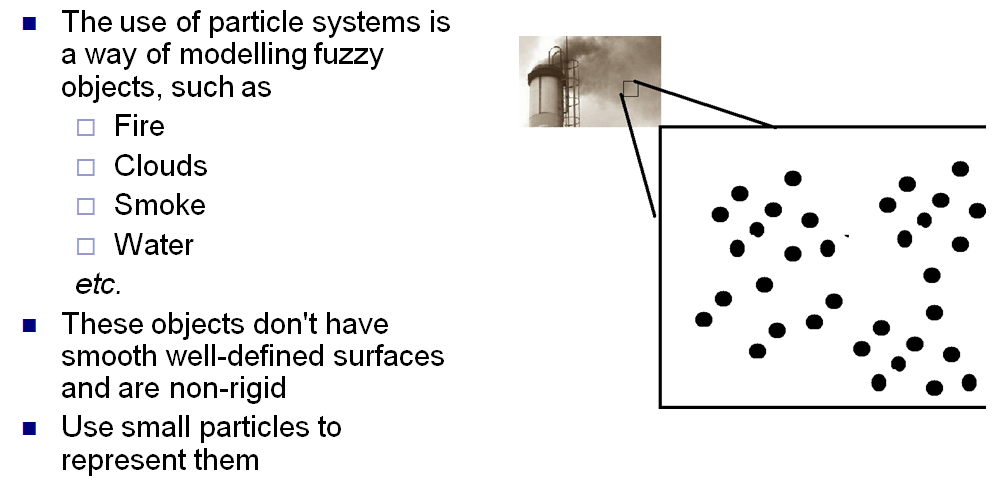 The use of particle systems is
a way of modelling fuzzy
objects, such as
Fire
Clouds
Smoke
Water
etc.
These objects don't have
smooth well-defined surfaces
and are non-rigid
Use small particles to
represent them